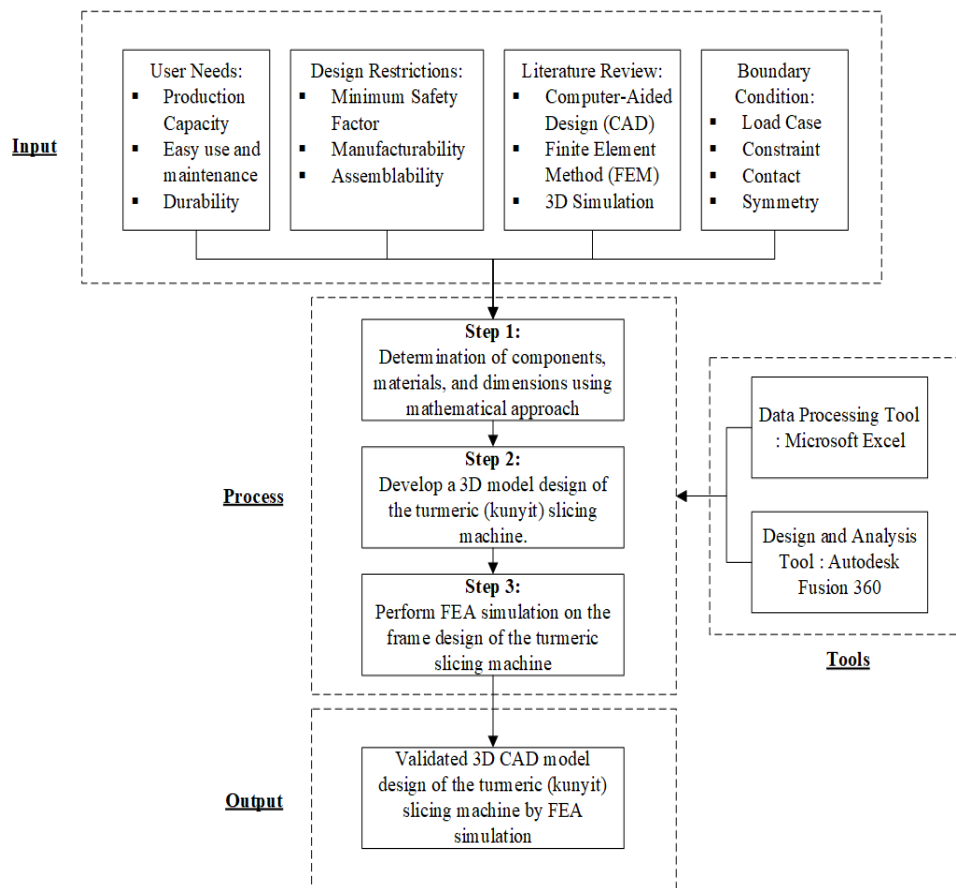 Input
User Needs:
▪ Production
Capacity
▪ Easy use and
maintenance
▪ Durability
Design Restrictions:
▪ Minimum Safety
Factor
▪ Manufacturability
▪ Assemblability
Literature Review:
▪ Computer-Aided
Design (CAD)
▪ Finite Element
Method (FEM)
▪ 3D Simulation
Boundary
Condition:
▪ Load Case
▪ Constraint
▪ Contact
▪ Symmetry
Process
Step 1:
Determination of components,
materials, and dimensions using
mathematical approach
Step 2:
Develop a 3D model design of
the turmeric (kunyit) slicing
machine.
Step 3:
Perform FEA simulation on the
frame design of the turmeric
slicing machine
Data Processing Tool
: Microsoft Excel
Design and Analysis
Tool : Autodesk
Fusion 360
Tools
Output
Validated 3D CAD model
design of the turmeric (kunyit)
slicing machine by FEA
simulation